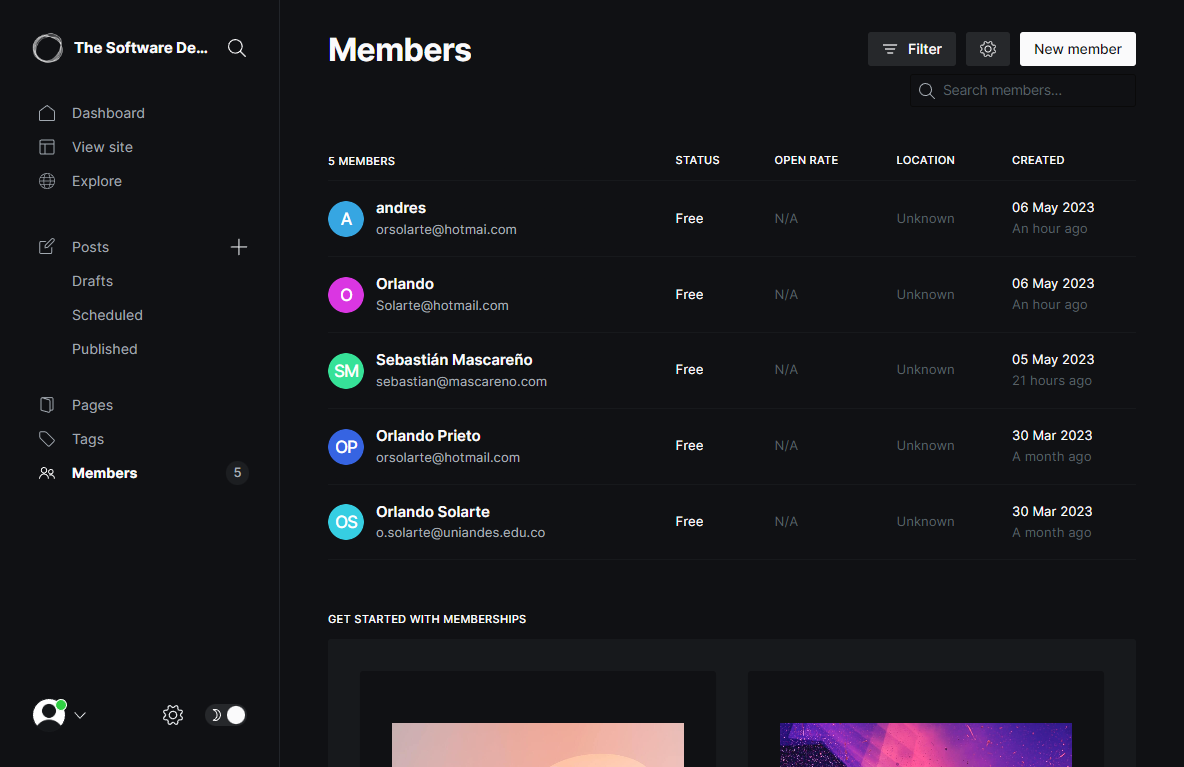 The Software De...
Dashboard
View site
Explore
Posts
Drafts
Scheduled
Published
Pages
Tags
Members
5
Members
Filter
New member
Search members...
5 MEMBERS STATUS OPEN RATE LOCATION CREATED
A andres Free N/A Unknown 06 May 2023
orsolarte@hotmai.com An hour ago
O Orlando Free N/A Unknown 06 May 2023
Solarte@hotmail.com An hour ago
SM Sebastián Mascareño Free N/A Unknown 05 May 2023
sebastian@mascareno.com 21 hours ago
OP Orlando Prieto Free N/A Unknown 30 Mar 2023
orsolarte@hotmail.com A month ago
OS Orlando Solarte Free N/A Unknown 30 Mar 2023
o.solarte@uniandes.edu.co A month ago
GET STARTED WITH MEMBERSHIPS